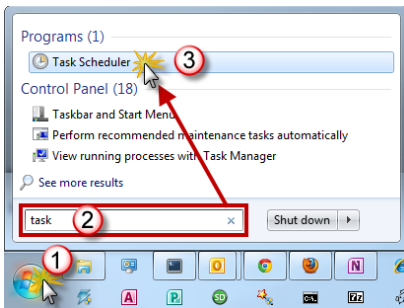 Programs (1)
Task Scheduler
3
Control Panel (18)
Taskbar and Start Menu
Perform recommended maintenance tasks automatically
View running processes with Task Manager
See more results
task 2 × Shut down
1
O N
A P SD C:\